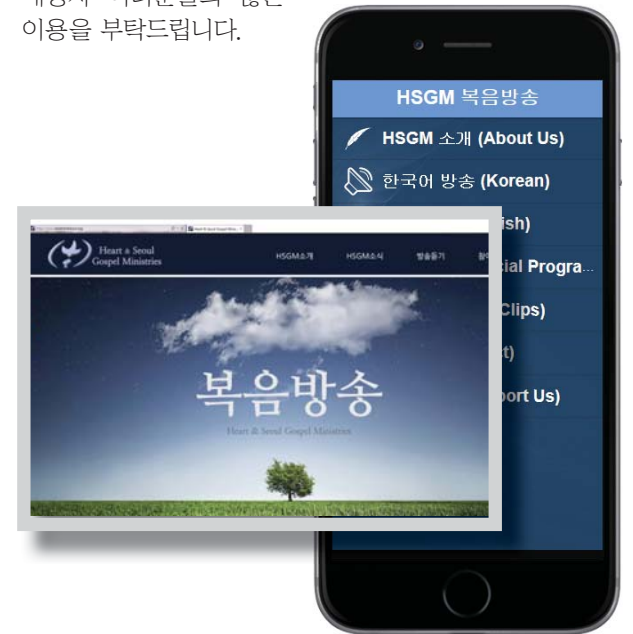 이용을 부탁드립니다.
HSGM 복음방송
HSGM 소개 (About Us)
한국어 방송 (Korean)
ish)
cial Progra...
Clips)
t)
port Us)
Heart & Seoul
Gospel Ministries
HSGM소개
HSGM소식
방송듣기
복음방송
Heart & Seoul Gospel Ministries